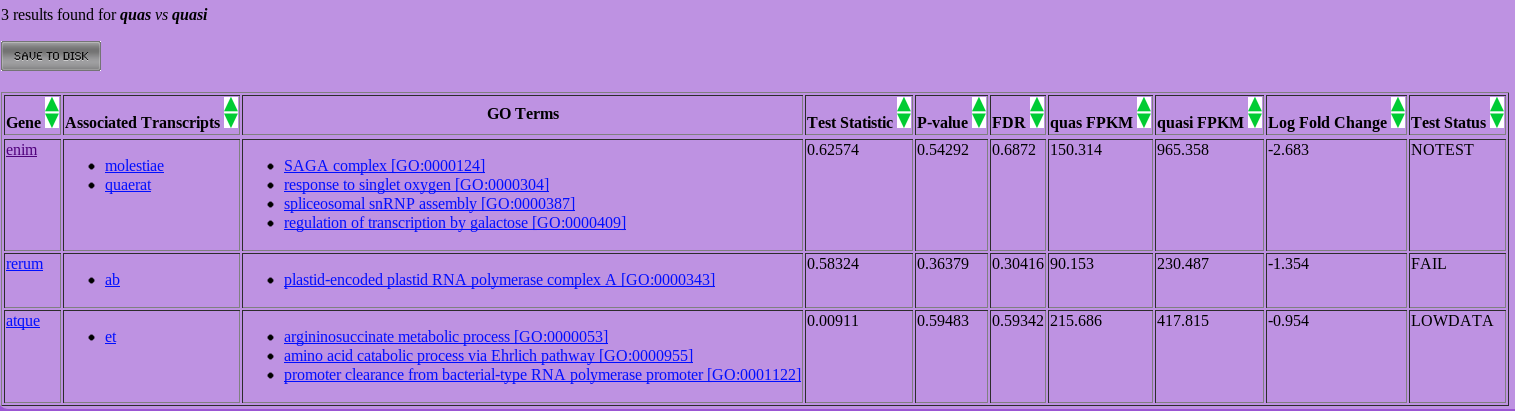 3 results found for quas vs quasi
SAVE TO DISK
Gene Associated Transcripts GO Terms Test Statistic P-value FDR quas FPKM quasi FPKM Log Fold Change Test Status
enim 0.62574 0.54292 0.6872 150.314 965.358 -2.683 NOTEST
molestiae SAGA complex [GO:0000124]
quaerat response to singlet oxygen [GO:0000304]
spliceosomal snRNP assembly [GO:0000387]
regulation of transcription by galactose [GO:0000409]
rerum 0.58324 0.36379 0.30416 90.153 230.487 -1.354 FAIL
ab plastid-encoded plastid RNA polymerase complex A [GO:0000343]
atque 0.00911 0.59483 0.59342 215.686 417.815 -0.954 LOWDATA
et argininosuccinate metabolic process [GO:0000053]
amino acid catabolic process via Ehrlich pathway [GO:0000955]
promoter clearance from bacterial-type RNA polymerase promoter [GO:0001122]